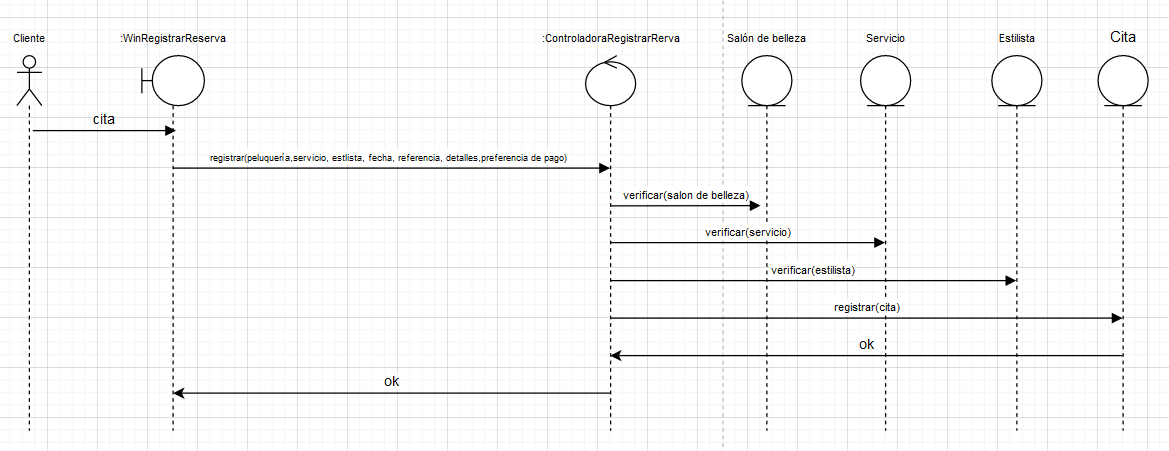 Cliente
:WinRegistrarReserva
:ControladoraRegistrarRerva
Salón de belleza
Servicio
Estilista
Cita
cita
registrar(peluquería,servicio, estlista, fecha, referencia, detalles,preferencia de pago)
verificar(salon de belleza)
verificar(servicio)
verificar(estilista)
registrar(cita)
ok
ok